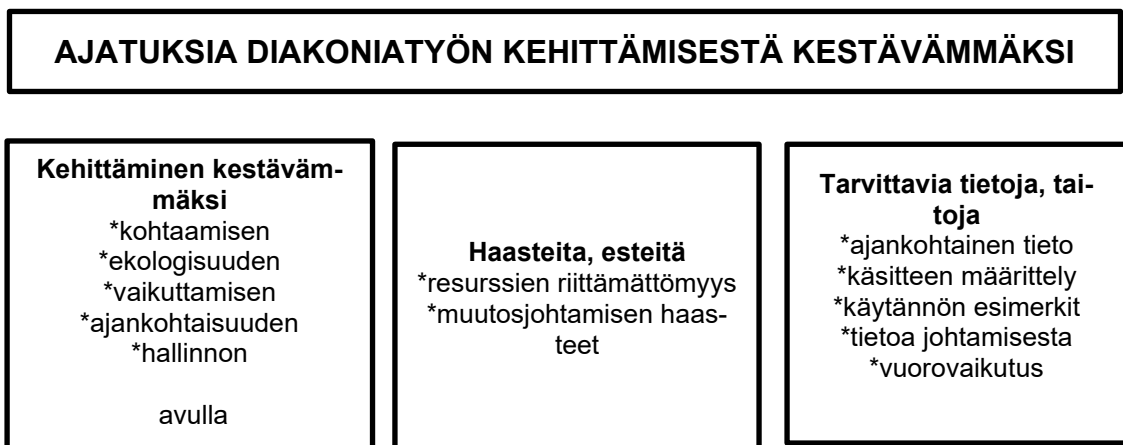 AJATUKSIA DIAKONIATYÖN KEHITTÄMISESTÄ KESTÄVÄMMÄKSI
Kehittäminen kestäväm-
mäksi
*kohtaamisen
*ekologisuuden
*vaikuttamisen
*ajankohtaisuuden
*hallinnon
avulla
Haasteita, esteitä
*resurssien riittämättömyys
*muutosjohtamisen haas-
teet
Tarvittavia tietoja, tai-
toja
*ajankohtainen tieto
*käsitteen määrittely
*käytännön esimerkit
*tietoa johtamisesta
*vuorovaikutus